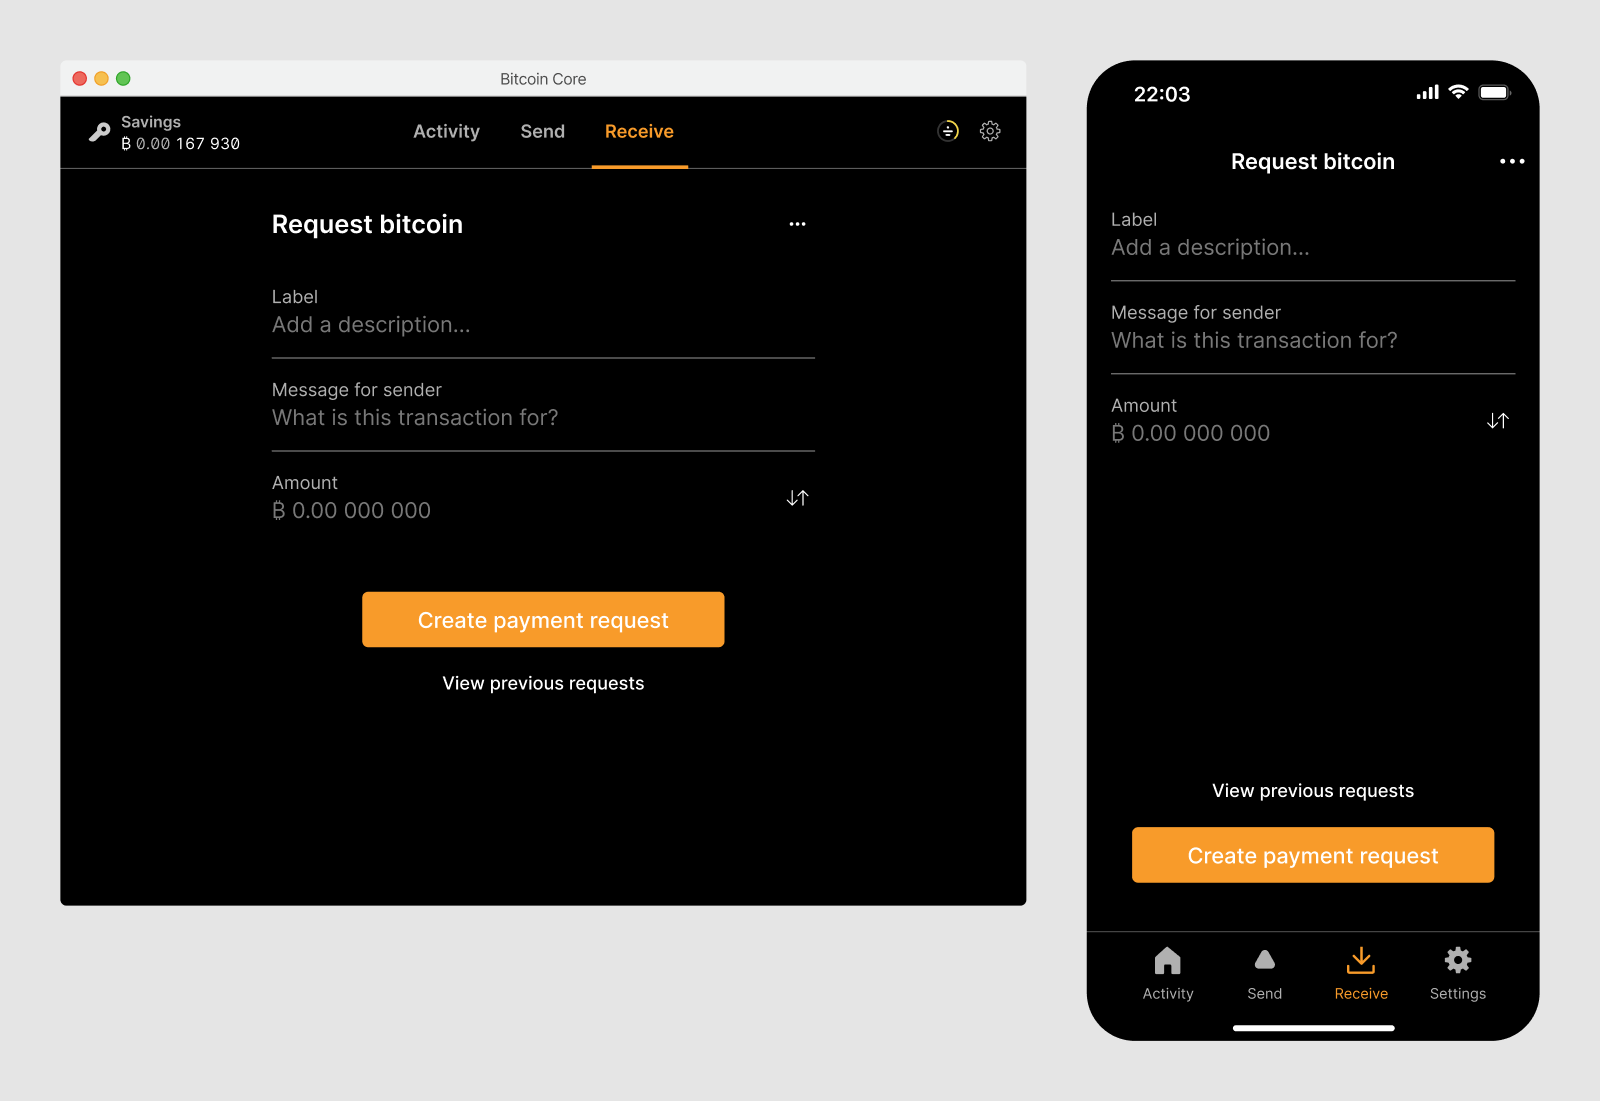 Bitcoin Core
Savings
₿ 0.00 167 930
Activity
Send
Receive
Request bitcoin
Label
Add a description...
Message for sender
What is this transaction for?
Amount
₿ 0.00 000 000
Create payment request
View previous requests
22:03
Request bitcoin
Label
Add a description...
Message for sender
What is this transaction for?
Amount
₿ 0.00 000 000
View previous requests
Create payment request
Activity
Send
Receive
Settings